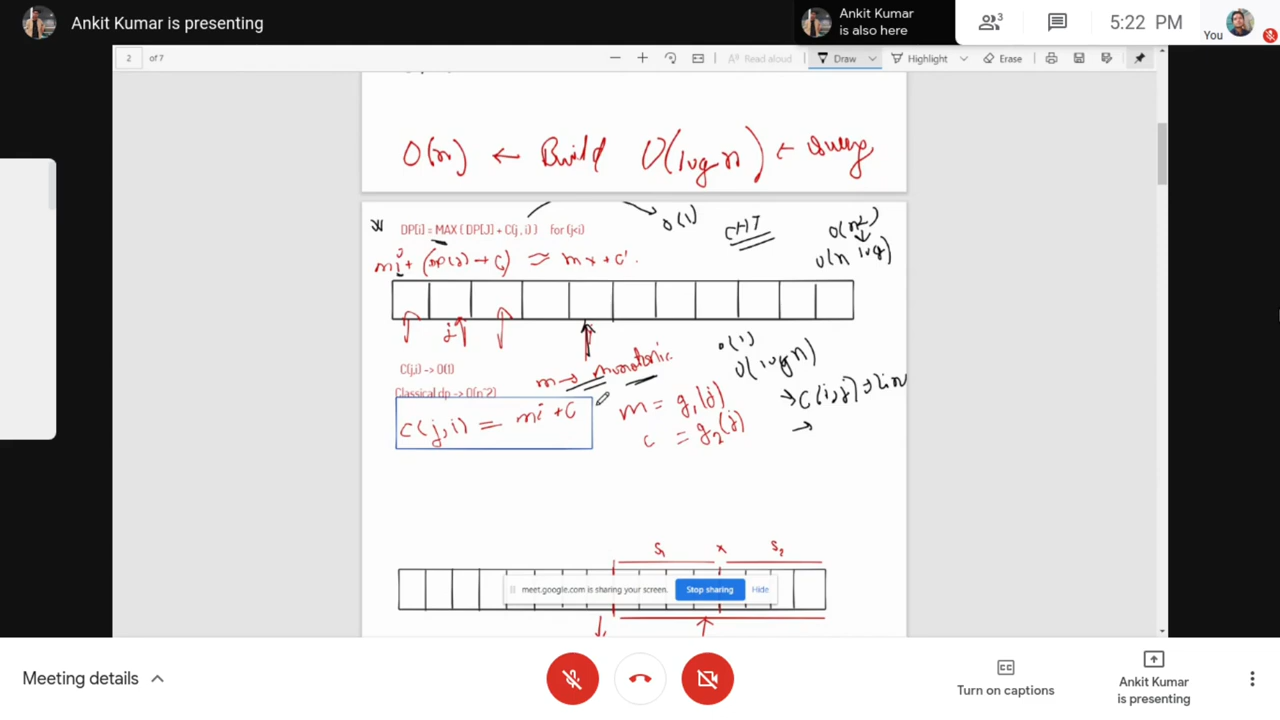 Ankit Kumar is presenting
Ankit Kumar
is also here
3
5:22 PM
You
2 of 7
Read aloud
Draw
Highlight
Erase
O(n) ← Build O(log n) ← Query
DP[i] = MAX ( DP[J] + C(j , i) ) for (j<i)
O(1)
CHT
O(n²)
O(n log)
mi + (DP(j) + C) ≈ mx + c'
j
C(j,i) -> O(1)
m → monotonic
O(1)
O(log n)
Classical dp -> O(n^2)
C(j,i) = mi + c
m = g₁(j)
c = g₂(j)
→ C(i,j) → lin
→
S₁ x S₂
meet.google.com is sharing your screen.
Stop sharing
Hide
Meeting details
Turn on captions
Ankit Kumar
is presenting